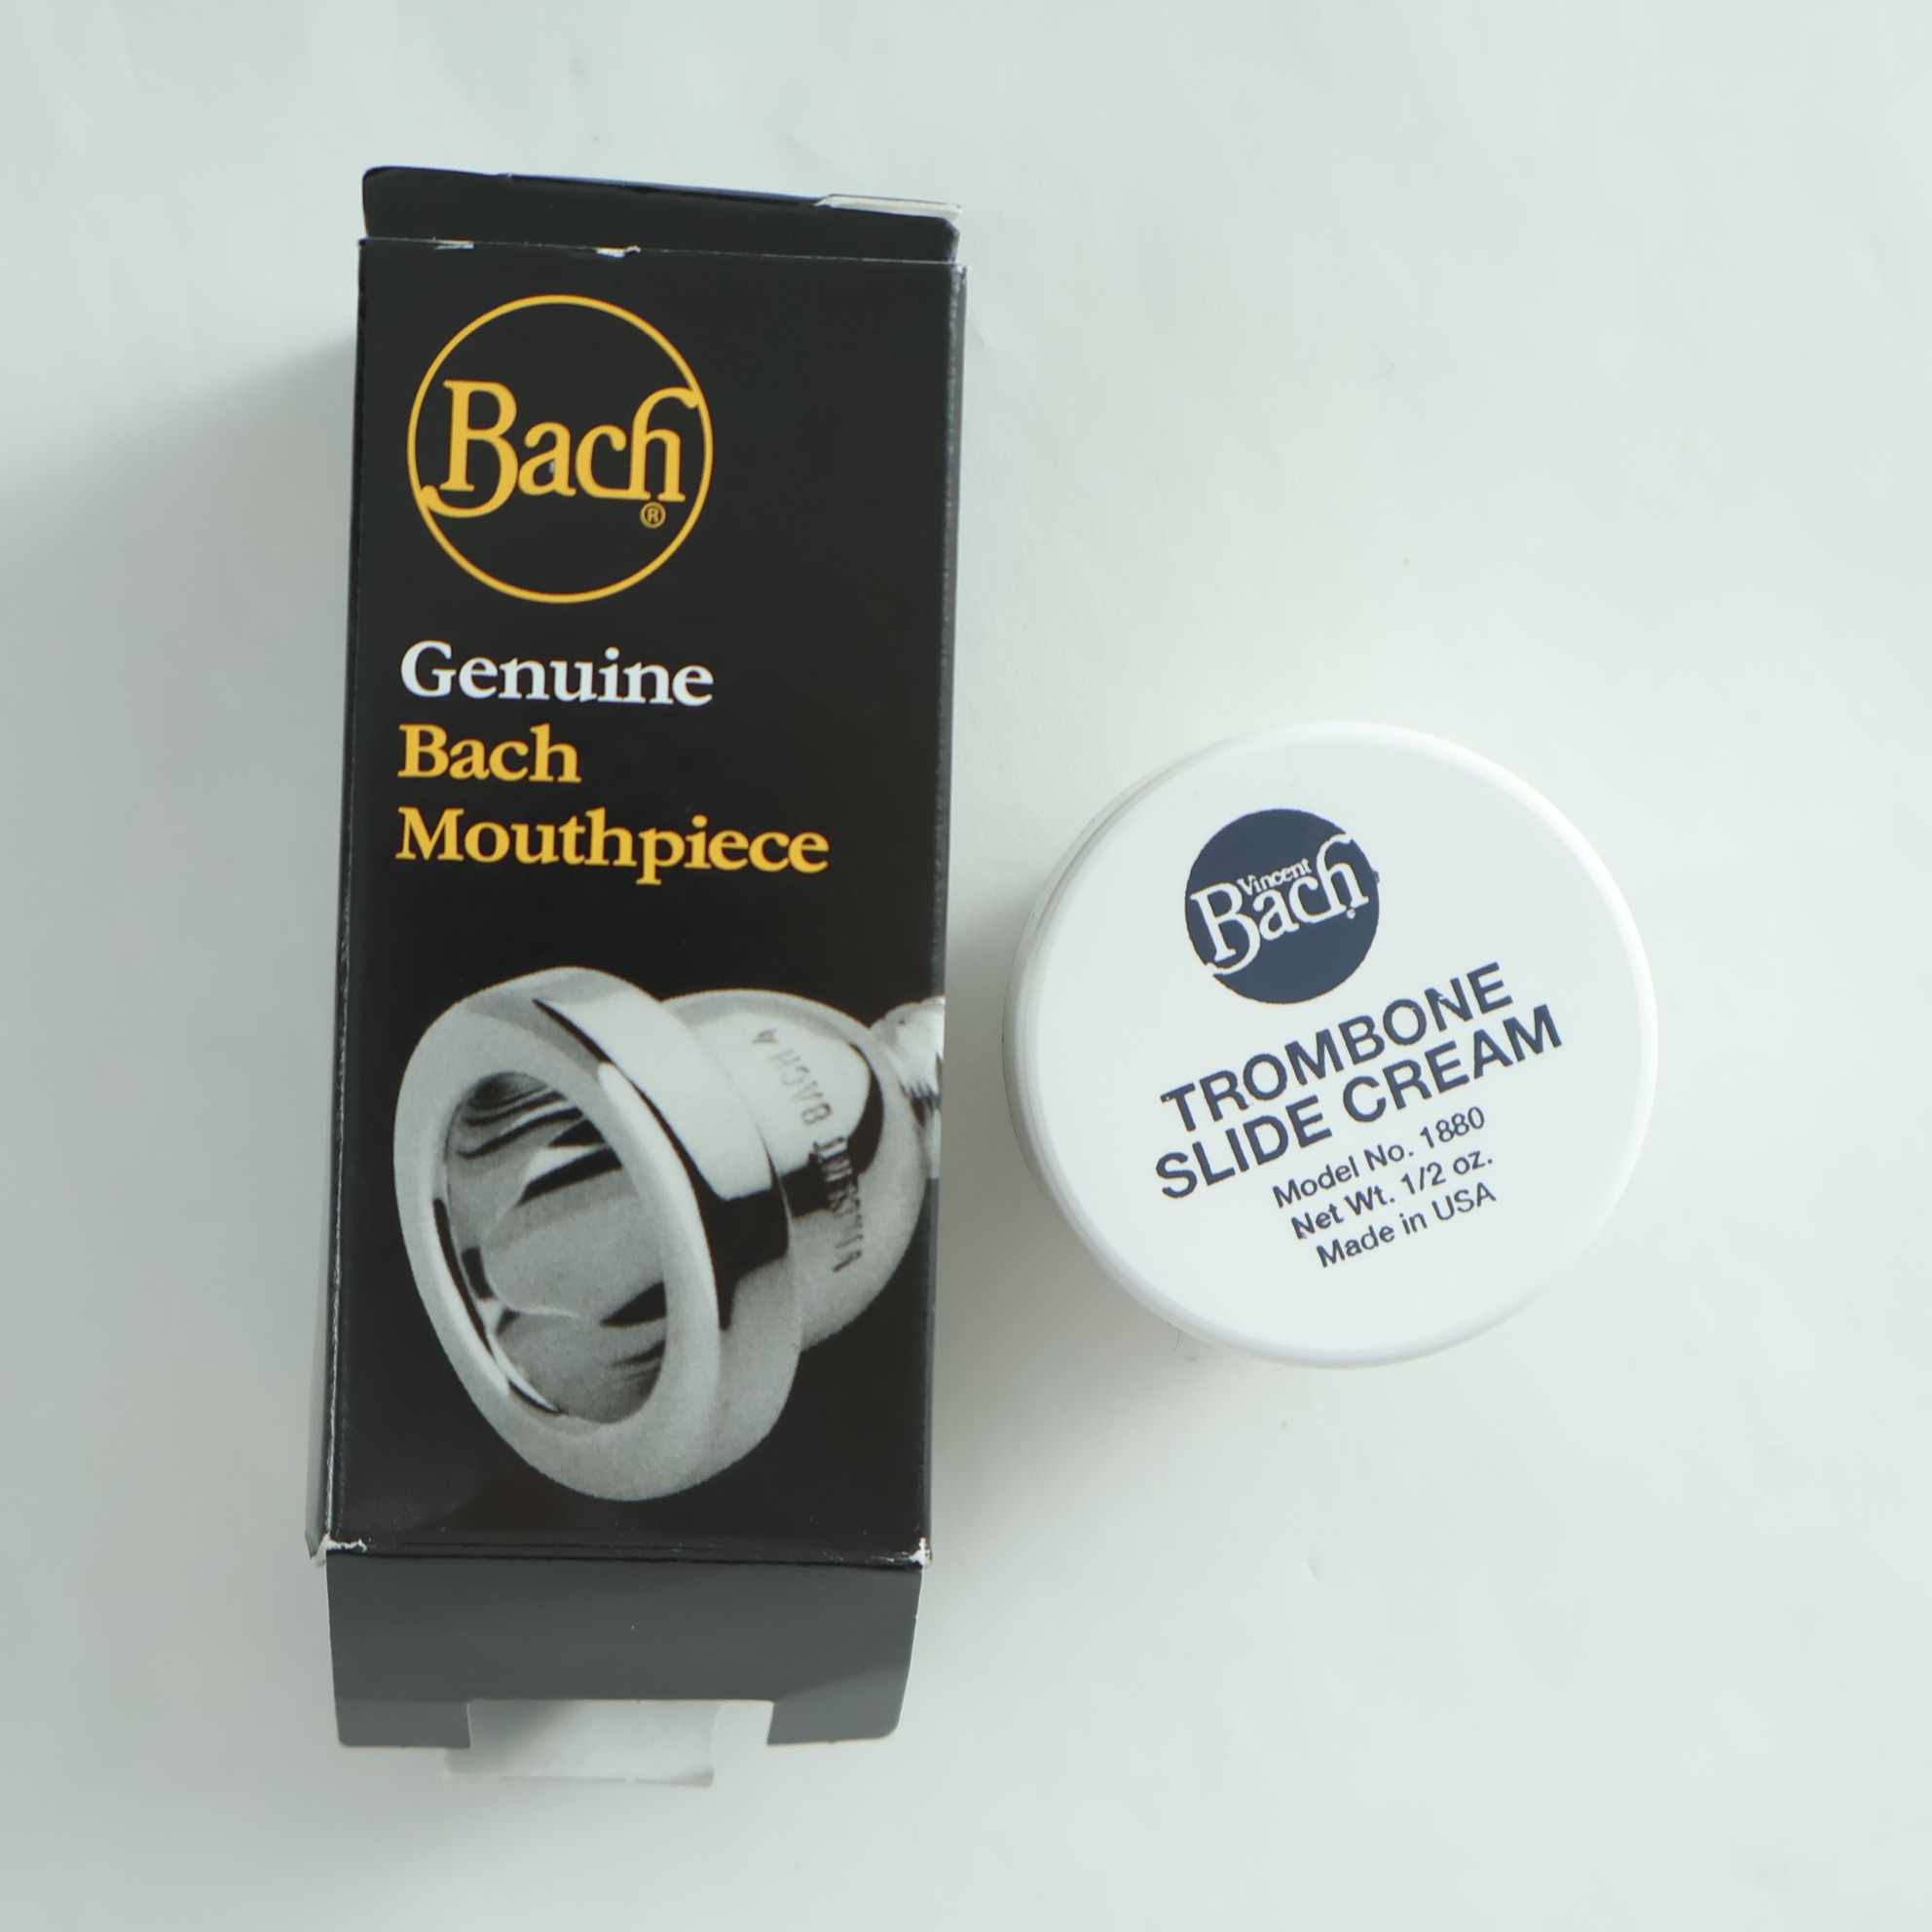 Bach
®
Genuine
Bach
Mouthpiece
VINCENT BACH 4
Vincent
Bach
TROMBONE
SLIDE CREAM
Model No. 1880
Net Wt. 1/2 oz.
Made in USA